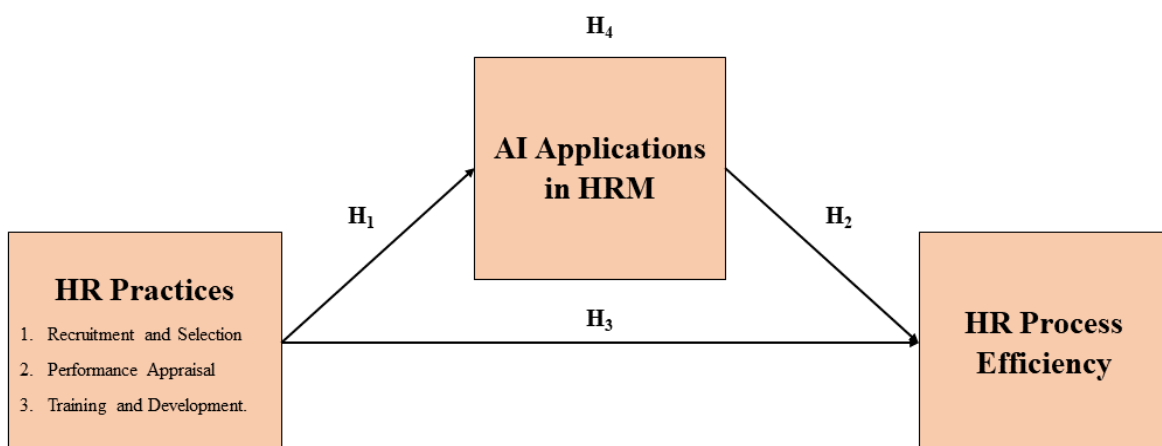 H₄
AI Applications
in HRM
H₁
H₂
HR Practices
1. Recruitment and Selection
2. Performance Appraisal
3. Training and Development.
H₃
HR Process
Efficiency